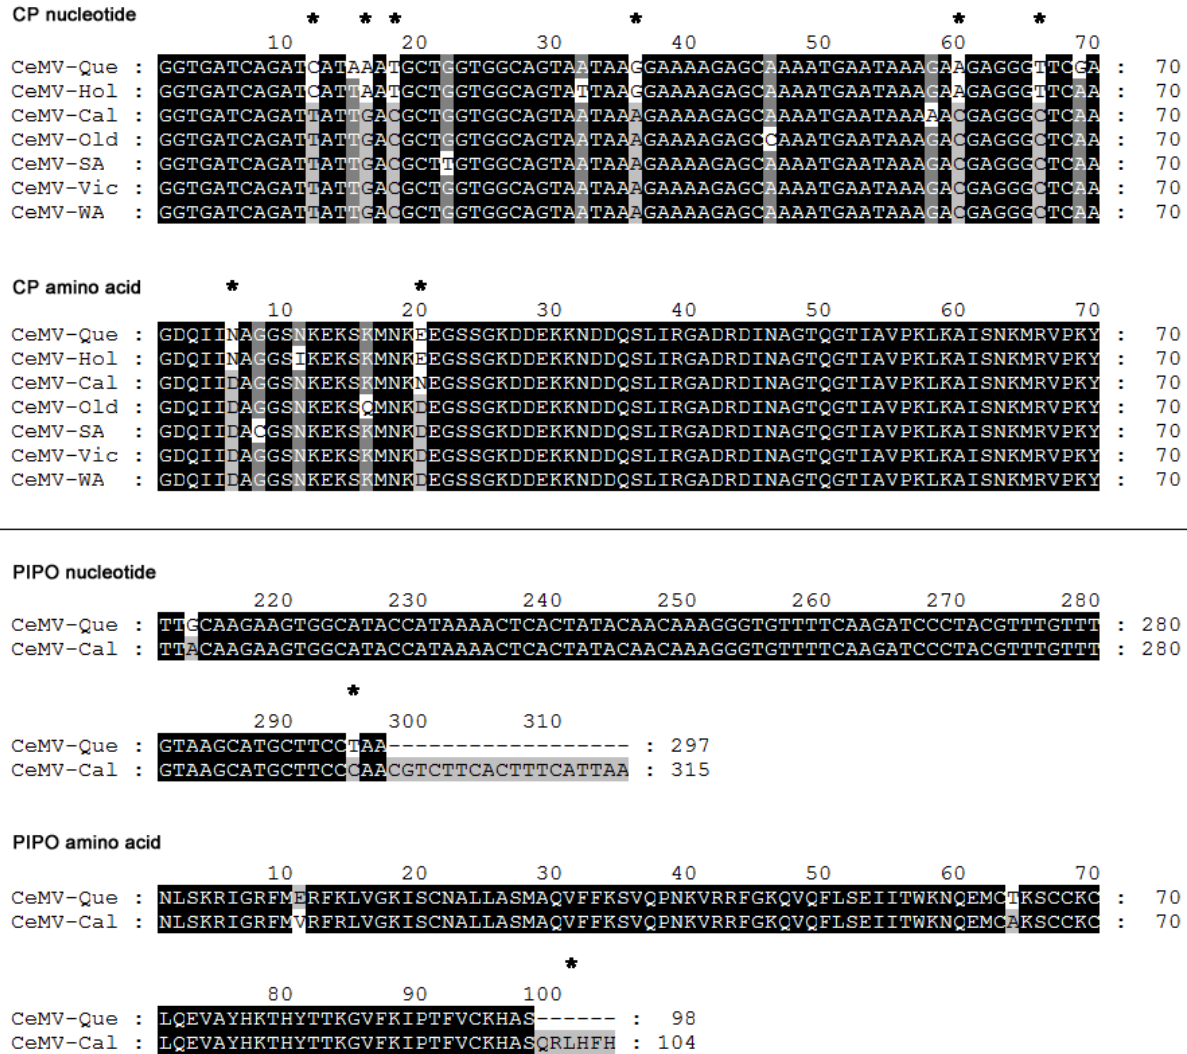 CP nucleotide * * * * * *
10 20 30 40 50 60 70
CeMV-Que : GGTGATCAGATCATAAATGCTGGTGGCAGTAATAAGGAAAAGAGCAAAATGAATAAAGAAGAGGGTTCGA : 70
CeMV-Hol : GGTGATCAGATCATTAATGCTGGTGGCAGTATTAAGGAAAAGAGCAAAATGAATAAAGAAGAGGGTTCAA : 70
CeMV-Cal : GGTGATCAGATTATTGACGCTGGTGGCAGTAATAAAGAAAAGAGCAAAATGAATAAAAACGAGGGCTCAA : 70
CeMV-Old : GGTGATCAGATTATTGACGCTGGTGGCAGTAATAAAGAAAAGAGCCAAATGAATAAAGACGAGGGCTCAA : 70
CeMV-SA : GGTGATCAGATTATTGACGCTTGTGGCAGTAATAAAGAAAAGAGCAAAATGAATAAAGACGAGGGCTCAA : 70
CeMV-Vic : GGTGATCAGATTATTGACGCTGGTGGCAGTAATAAAGAAAAGAGCAAAATGAATAAAGACGAGGGCTCAA : 70
CeMV-WA : GGTGATCAGATTATTGACGCTGGTGGCAGTAATAAAGAAAAGAGCAAAATGAATAAAGACGAGGGCTCAA : 70
CP amino acid * *
10 20 30 40 50 60 70
CeMV-Que : GDQIINAGGSNKEKSKMNKEEGSSGKDDEKKNDDQSLIRGADRDINAGTQGTIAVPKLKAISNKMRVPKY : 70
CeMV-Hol : GDQIINAGGSIKEKSKMNKEEGSSGKDDEKKNDDQSLIRGADRDINAGTQGTIAVPKLKAISNKMRVPKY : 70
CeMV-Cal : GDQIIDAGGSNKEKSKMNKNEGSSGKDDEKKNDDQSLIRGADRDINAGTQGTIAVPKLKAISNKMRVPKY : 70
CeMV-Old : GDQIIDAGGSNKEKSQMNKDEGSSGKDDEKKNDDQSLIRGADRDINAGTQGTIAVPKLKAISNKMRVPKY : 70
CeMV-SA : GDQIIDACGSNKEKSKMNKDEGSSGKDDEKKNDDQSLIRGADRDINAGTQGTIAVPKLKAISNKMRVPKY : 70
CeMV-Vic : GDQIIDAGGSNKEKSKMNKDEGSSGKDDEKKNDDQSLIRGADRDINAGTQGTIAVPKLKAISNKMRVPKY : 70
CeMV-WA : GDQIIDAGGSNKEKSKMNKDEGSSGKDDEKKNDDQSLIRGADRDINAGTQGTIAVPKLKAISNKMRVPKY : 70
PIPO nucleotide
220 230 240 250 260 270 280
CeMV-Que : TTGCAAGAAGTGGCATACCATAAAACTCACTATACAACAAAGGGTGTTTTCAAGATCCCTACGTTTGTTT : 280
CeMV-Cal : TTACAAGAAGTGGCATACCATAAAACTCACTATACAACAAAGGGTGTTTTCAAGATCCCTACGTTTGTTT : 280
*
290 300 310
CeMV-Que : GTAAGCATGCTTCCTAA------------------ : 297
CeMV-Cal : GTAAGCATGCTTCCCAACGTCTTCACTTTCATTAA : 315
PIPO amino acid
10 20 30 40 50 60 70
CeMV-Que : NLSKRIGRFMERFKLVGKISCNALLASMAQVFFKSVQPNKVRRFGKQVQFLSEIITWKNQEMCTKSCCKC : 70
CeMV-Cal : NLSKRIGRFMVRFRLVGKISCNALLASMAQVFFKSVQPNKVRRFGKQVQFLSEIITWKNQEMCAKSCCKC : 70
*
80 90 100
CeMV-Que : LQEVAYHKTHYTTKGVFKIPTFVCKHAS------ : 98
CeMV-Cal : LQEVAYHKTHYTTKGVFKIPTFVCKHASQRLHFH : 104